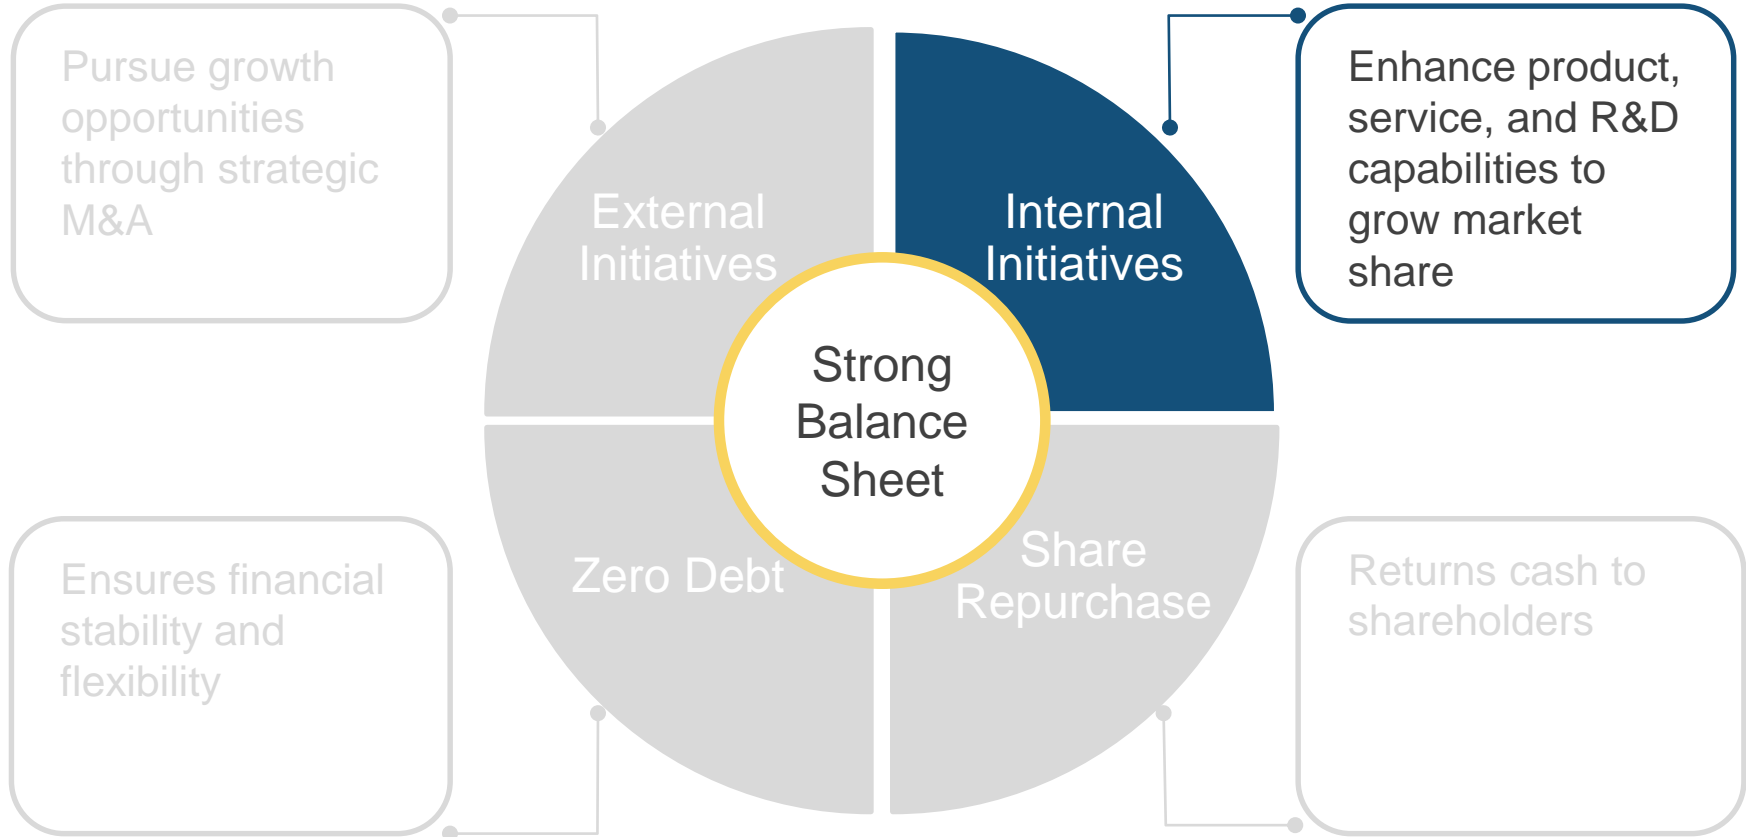 Pursue growth
opportunities
through strategic
M&A
External
Initiatives
Internal
Initiatives
Enhance product,
service, and R&D
capabilities to
grow market
share
Strong
Balance
Sheet
Ensures financial
stability and
flexibility
Zero Debt
Share
Repurchase
Returns cash to
shareholders